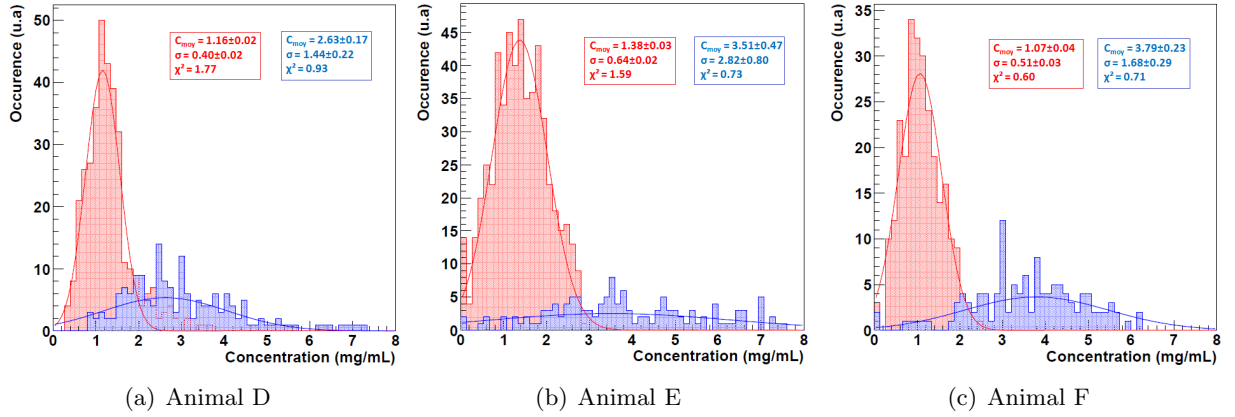 Occurrence (u.a)
50
40
30
20
10
0
C_moy = 1.16±0.02
σ = 0.40±0.02
χ² = 1.77
C_moy = 2.63±0.17
σ = 1.44±0.22
χ² = 0.93
0 1 2 3 4 5 6 7 8
Concentration (mg/mL)
(a) Animal D
Occurrence (u.a)
45
40
35
30
25
20
15
10
5
0
C_moy = 1.38±0.03
σ = 0.64±0.02
χ² = 1.59
C_moy = 3.51±0.47
σ = 2.82±0.80
χ² = 0.73
0 1 2 3 4 5 6 7 8
Concentration (mg/mL)
(b) Animal E
Occurrence (u.a)
35
30
25
20
15
10
5
0
C_moy = 1.07±0.04
σ = 0.51±0.03
χ² = 0.60
C_moy = 3.79±0.23
σ = 1.68±0.29
χ² = 0.71
0 1 2 3 4 5 6 7 8
Concentration (mg/mL)
(c) Animal F